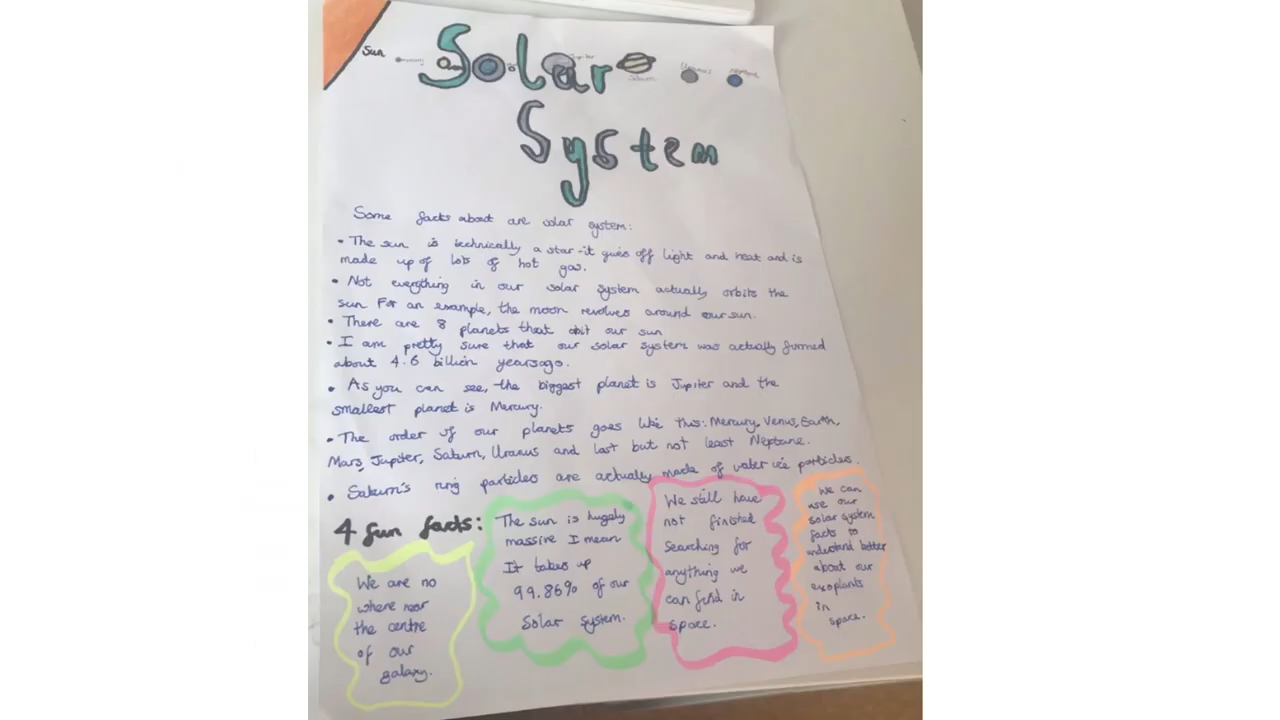 Sun
Solar
Saturn
Uranus
System
Some facts about are solar system:
• The sun is technically a star-it gives off light and heat and is
made up of lots of hot gas.
• Not everything in our solar system actually orbits the
sun For an example, the moon revolves around our sun.
• There are 8 planets that obit our sun
• I am pretty sure that our solar system was actually formed
about 4.6 billion years ago.
• As you can see, the biggest planet is Jupiter and the
smallest planet is Mercury.
• The order of our planets goes like this: Mercury, Venus, Earth,
Mars, Jupiter, Saturn, Uranus and last but not least Neptane.
• Saturn's ring particles are actually made of water ice particles.
4 fun facts:
We are no
where near
the centre
of our
galaxy.
The sun is hugely
massive I mean
It takes up
99.86% of our
Solar system.
We still have
not finished
Searching for
anything we
can find in
space.
We can
use our
solar system
facts to
understand better
about our
exoplants
in
space.